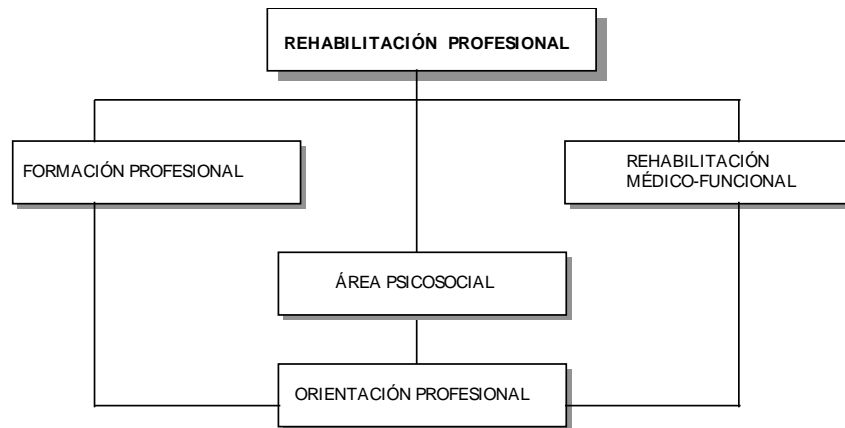 REHABILITACIÓN PROFESIONAL
FORMACIÓN PROFESIONAL
REHABILITACIÓN
MÉDICO-FUNCIONAL
ÁREA PSICOSOCIAL
ORIENTACIÓN PROFESIONAL